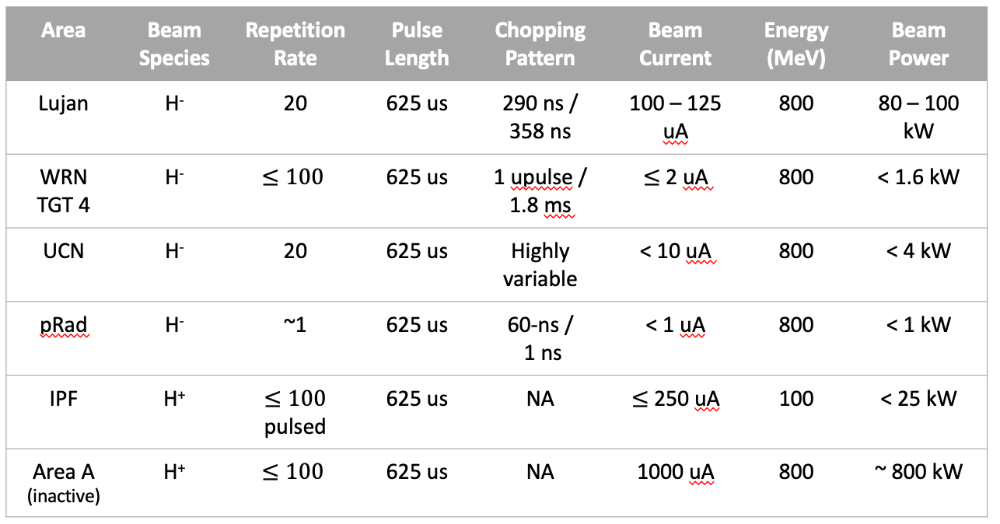 Area Beam Species Repetition Rate Pulse Length Chopping Pattern Beam Current Energy (MeV) Beam Power
Lujan H⁻ 20 625 us 290 ns / 358 ns 100 – 125 uA 800 80 – 100 kW
WRN TGT 4 H⁻ ≤ 100 625 us 1 upulse / 1.8 ms ≤ 2 uA 800 < 1.6 kW
UCN H⁻ 20 625 us Highly variable < 10 uA 800 < 4 kW
pRad H⁻ ~1 625 us 60-ns / 1 ns < 1 uA 800 < 1 kW
IPF H⁺ ≤ 100 pulsed 625 us NA ≤ 250 uA 100 < 25 kW
Area A (inactive) H⁺ ≤ 100 625 us NA 1000 uA 800 ~ 800 kW